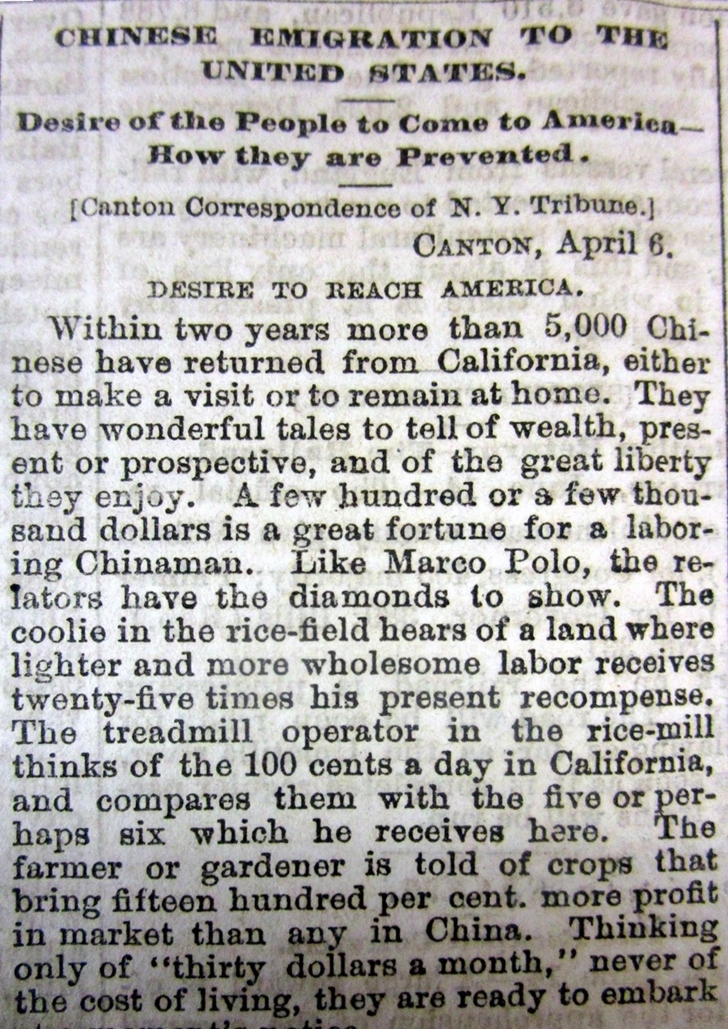 CHINESE EMIGRATION TO THE
UNITED STATES.
Desire of the People to Come to America—
How they are Prevented.
[Canton Correspondence of N. Y. Tribune.]
CANTON, April 6.
DESIRE TO REACH AMERICA.
Within two years more than 5,000 Chi-
nese have returned from California, either
to make a visit or to remain at home. They
have wonderful tales to tell of wealth, pres-
ent or prospective, and of the great liberty
they enjoy. A few hundred or a few thou-
sand dollars is a great fortune for a labor-
ing Chinaman. Like Marco Polo, the re-
lators have the diamonds to show. The
coolie in the rice-field hears of a land where
lighter and more wholesome labor receives
twenty-five times his present recompense.
The treadmill operator in the rice-mill
thinks of the 100 cents a day in California,
and compares them with the five or per-
haps six which he receives here. The
farmer or gardener is told of crops that
bring fifteen hundred per cent. more profit
in market than any in China. Thinking
only of "thirty dollars a month," never of
the cost of living, they are ready to embark